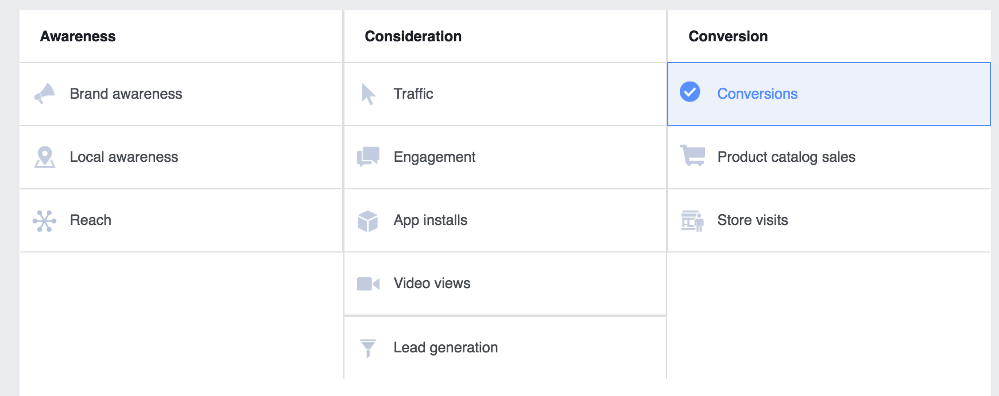 Awareness
Consideration
Conversion
Brand awareness
Traffic
Conversions
Local awareness
Engagement
Product catalog sales
Reach
App installs
Store visits
Video views
Lead generation